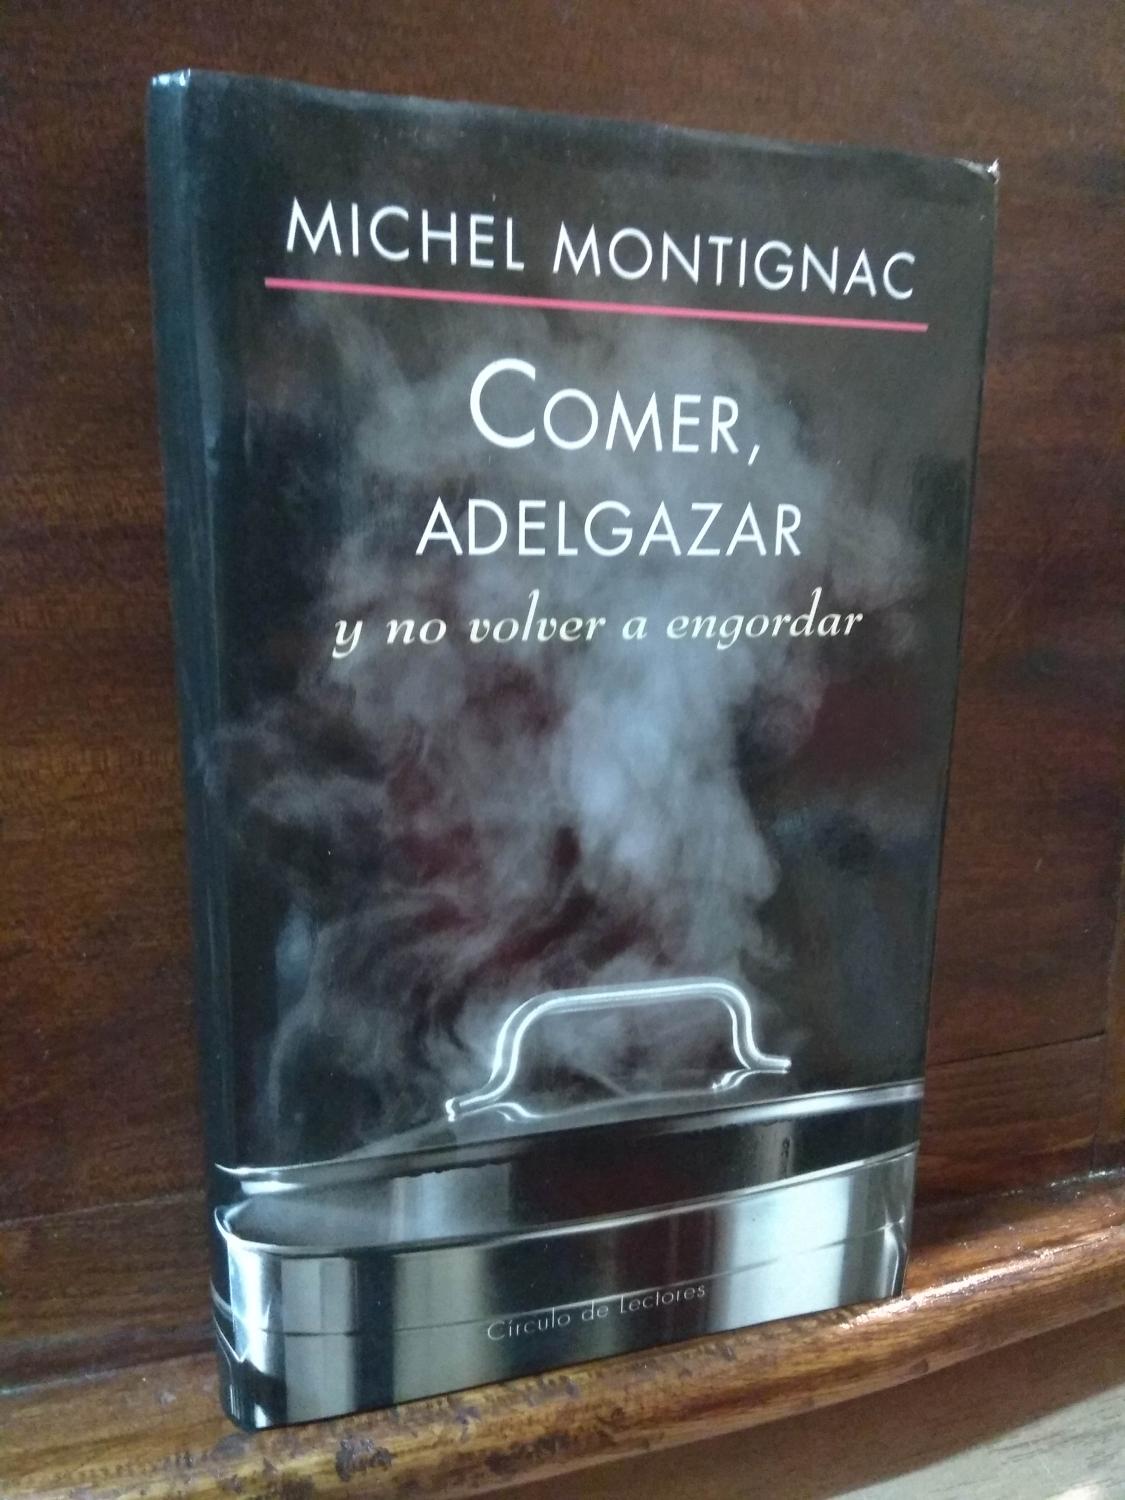 MICHEL MONTIGNAC
COMER,
ADELGAZAR
y no volver a engordar
Círculo de Lectores